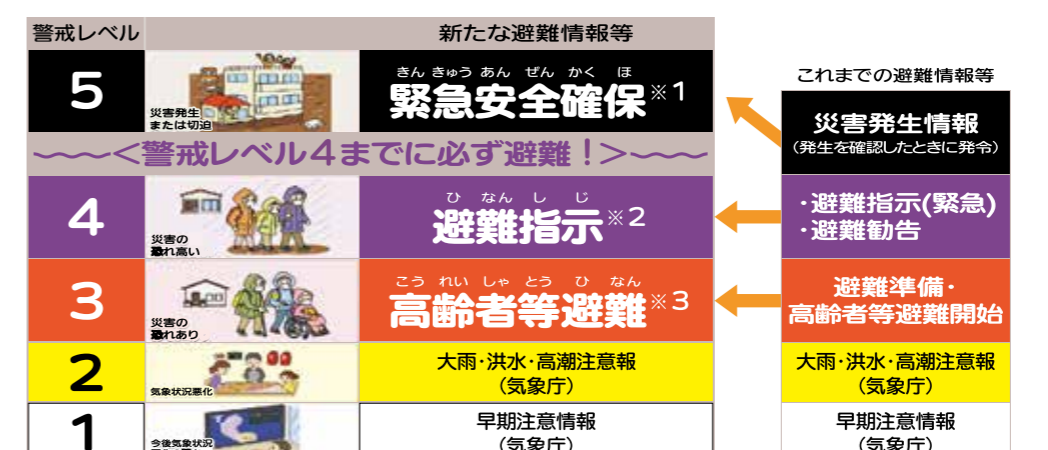 警戒レベル
新たな避難情報等
5
災害発生
または切迫
きんきゅうあんぜんかくほ
緊急安全確保※1
~~~<警戒レベル4までに必ず避難!>~~~
4
災害の
恐れ高い
ひなんしじ
避難指示※2
3
災害の
恐れあり
こうれいしゃとうひなん
高齢者等避難※3
2
気象状況悪化
大雨・洪水・高潮注意報
(気象庁)
1
今後気象状況
早期注意情報
(気象庁)
これまでの避難情報等
災害発生情報
(発生を確認したときに発令)
・避難指示(緊急)
・避難勧告
避難準備・
高齢者等避難開始
大雨・洪水・高潮注意報
(気象庁)
早期注意情報
(気象庁)